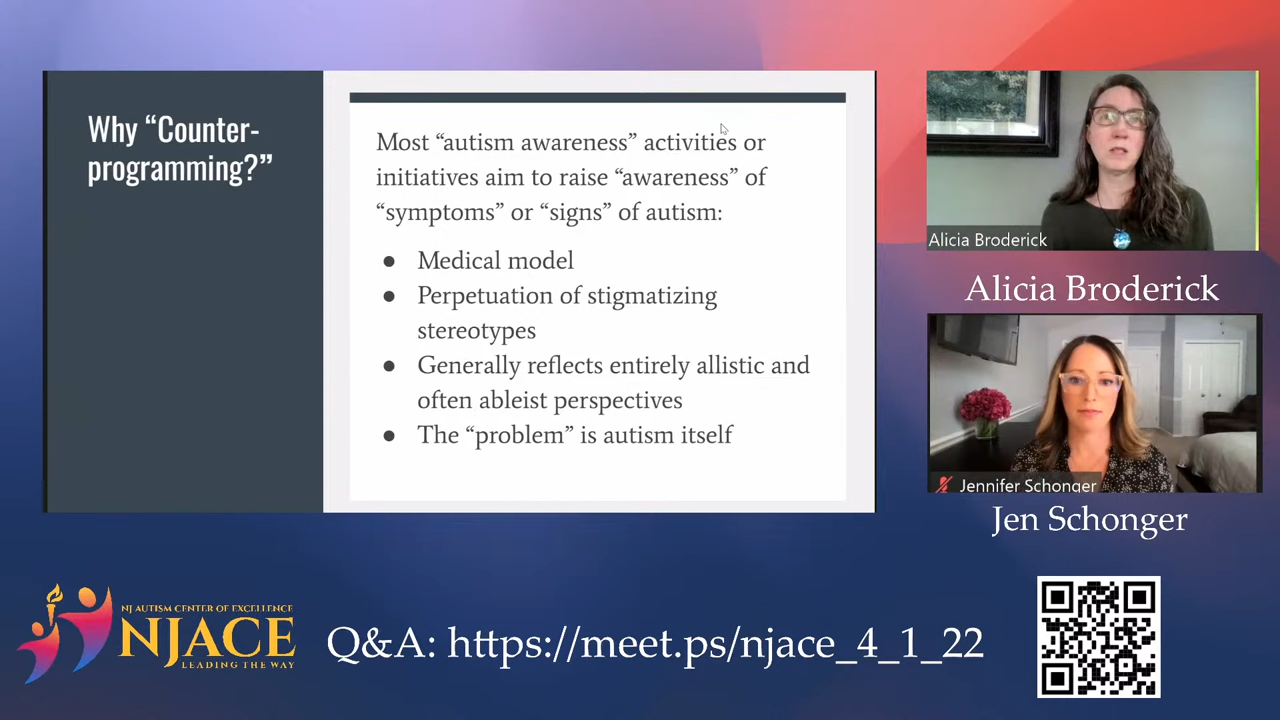 Why “Counter-
programming?”
Most “autism awareness” activities or
initiatives aim to raise “awareness” of
“symptoms” or “signs” of autism:
● Medical model
● Perpetuation of stigmatizing
stereotypes
● Generally reflects entirely allistic and
often ableist perspectives
● The “problem” is autism itself
Alicia Broderick
Alicia Broderick
Jennifer Schonger
Jen Schonger
NJ AUTISM CENTER OF EXCELLENCE
NJACE
LEADING THE WAY
Q&A: https://meet.ps/njace_4_1_22